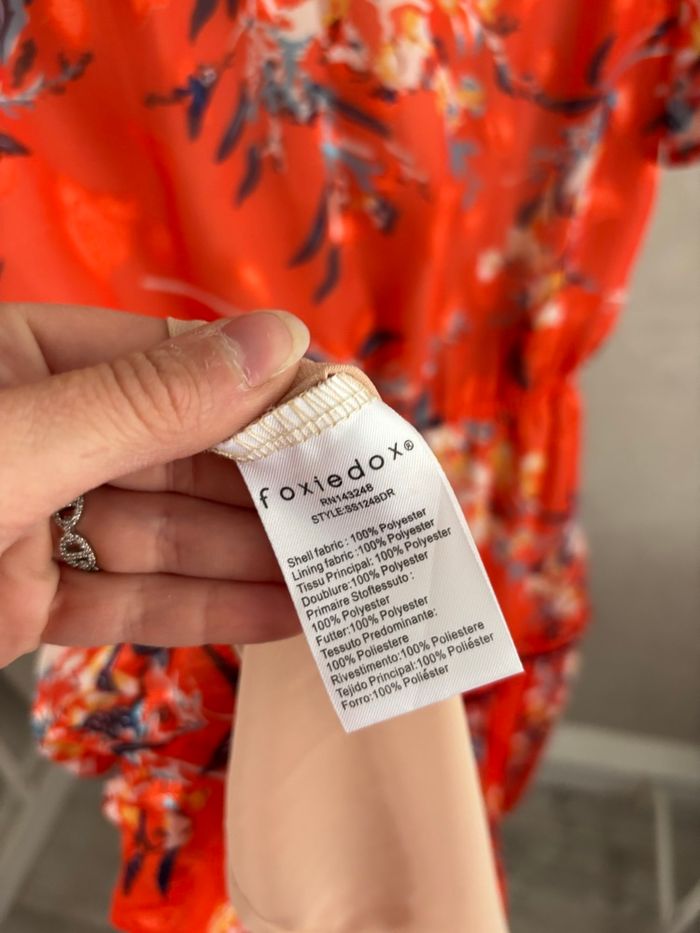 foxiedox®
RN143248
STYLE:SS1248DR
Shell fabric : 100% Polyester
Lining fabric :100% Polyester
Tissu Principal: 100% Polyester
Doublure:100% Polyester
Primaire Stoftessuto :
100% Polyester
Futter:100% Polyester
Tessuto Predominante:
100% Poliestere
Rivestimento:100% Poliestere
Tejido Principal:100% Poliéster
Forro:100% Poliéster